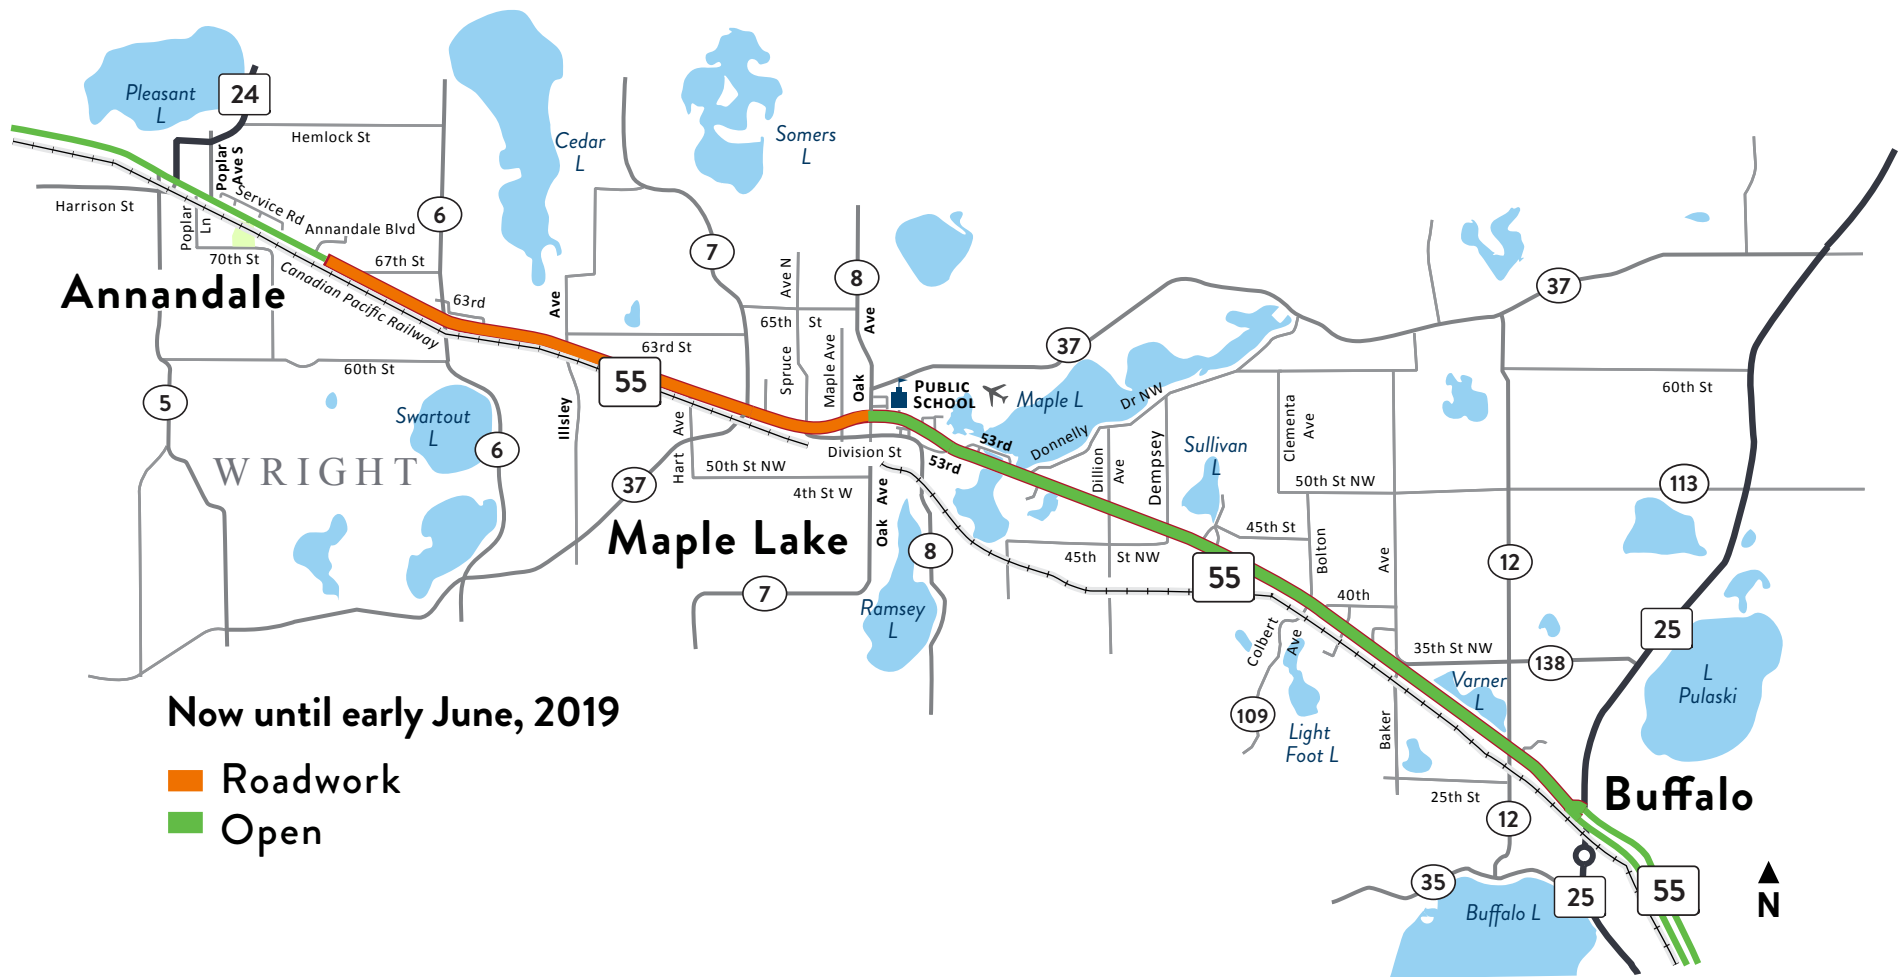 Pleasant
L
24
Hemlock St
Poplar
Ave S
Service Rd
Harrison St
Poplar
Ln
Annandale Blvd
70th St
67th St
6
Annandale
Canadian Pacific Railway
63rd
60th St
5
Swartout
L
6
WRIGHT
Cedar
L
Somers
L
Ave
Illsley
7
63rd St
55
Ave N
65th St
Spruce
Maple Ave
8
Ave
Oak
37
PUBLIC
SCHOOL
Maple L
Dr NW
Donnelly
53rd
53rd
Division St
Hart Ave
50th St NW
4th St W
37
Maple Lake
Oak Ave
7
8
Ramsey
L
Dillion
Ave
Dempsey
Sullivan
L
45th St NW
45th St
55
Clementa
Ave
50th St NW
Bolton
Ave
40th
Colbert
Ave
109
Light
Foot L
Baker
37
60th St
113
12
25
35th St NW
138
Varner
L
L
Pulaski
25th St
12
Buffalo
35
Buffalo L
25
55
N
Now until early June, 2019
Roadwork
Open